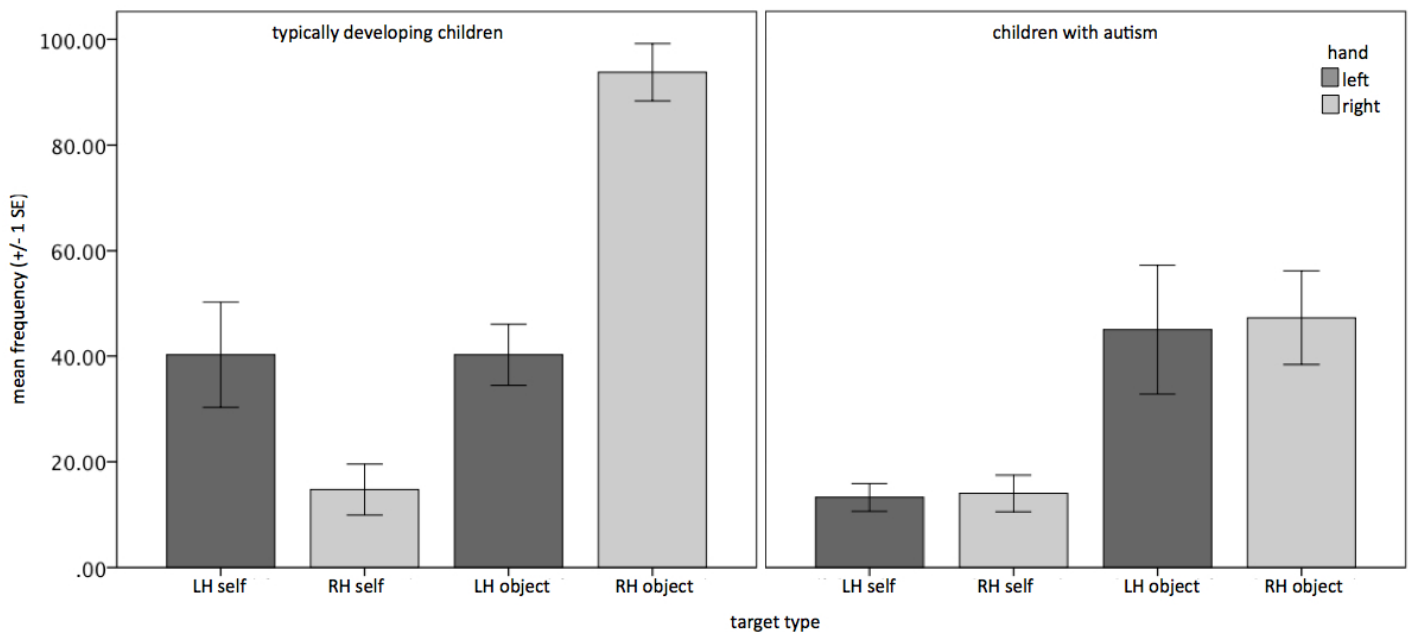 typically developing children
children with autism
hand
left
right
100.00
80.00
60.00
40.00
20.00
.00
mean frequency (+/- 1 SE)
LH self RH self LH object RH object
LH self RH self LH object RH object
target type